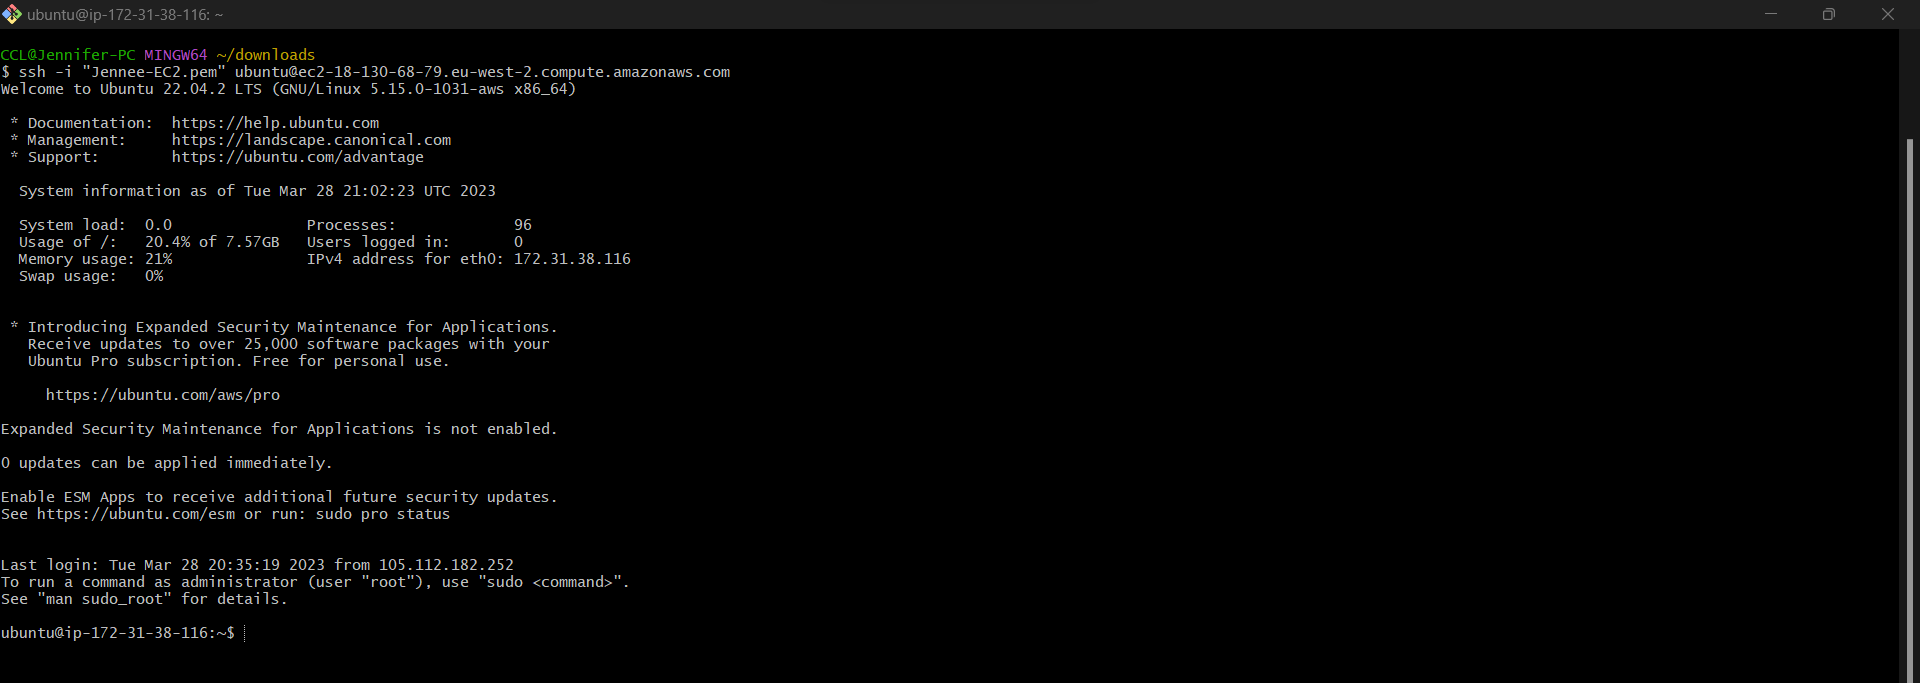 ubuntu@ip-172-31-38-116: ~
CCL@Jennifer-PC MINGW64 ~/downloads
$ ssh -i "Jennee-EC2.pem" ubuntu@ec2-18-130-68-79.eu-west-2.compute.amazonaws.com
Welcome to Ubuntu 22.04.2 LTS (GNU/Linux 5.15.0-1031-aws x86_64)
* Documentation:  https://help.ubuntu.com
* Management:     https://landscape.canonical.com
* Support:        https://ubuntu.com/advantage
System information as of Tue Mar 28 21:02:23 UTC 2023
System load:  0.0               Processes:             96
Usage of /:   20.4% of 7.57GB   Users logged in:       0
Memory usage: 21%               IPv4 address for eth0: 172.31.38.116
Swap usage:   0%
* Introducing Expanded Security Maintenance for Applications.
Receive updates to over 25,000 software packages with your
Ubuntu Pro subscription. Free for personal use.
https://ubuntu.com/aws/pro
Expanded Security Maintenance for Applications is not enabled.
0 updates can be applied immediately.
Enable ESM Apps to receive additional future security updates.
See https://ubuntu.com/esm or run: sudo pro status
Last login: Tue Mar 28 20:35:19 2023 from 105.112.182.252
To run a command as administrator (user "root"), use "sudo <command>".
See "man sudo_root" for details.
ubuntu@ip-172-31-38-116:~$